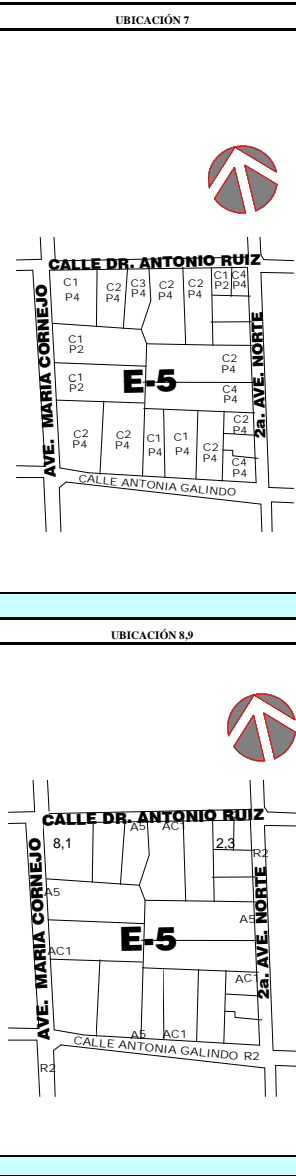 UBICACIÓN 7
CALLE DR. ANTONIO RUIZ
C1 P4
C2 P4
C3 P4
C2 P4
C2 P4
C1 P2
C4 P4
AVE. MARIA CORNEJO
C1 P2
C2 P4
C1 P2
E-5
C4 P4
2a. AVE. NORTE
C2 P4
C2 P4
C1 P4
C1 P4
C2 P4
C2 P4
C4 P4
CALLE ANTONIA GALINDO
UBICACIÓN 8,9
CALLE DR. ANTONIO RUIZ
A5 AC1
8,1
2,3
R2
AVE. MARIA CORNEJO
A5
A5
E-5
AC1
AC1
2a. AVE. NORTE
A5 AC1
CALLE ANTONIA GALINDO R2
R2